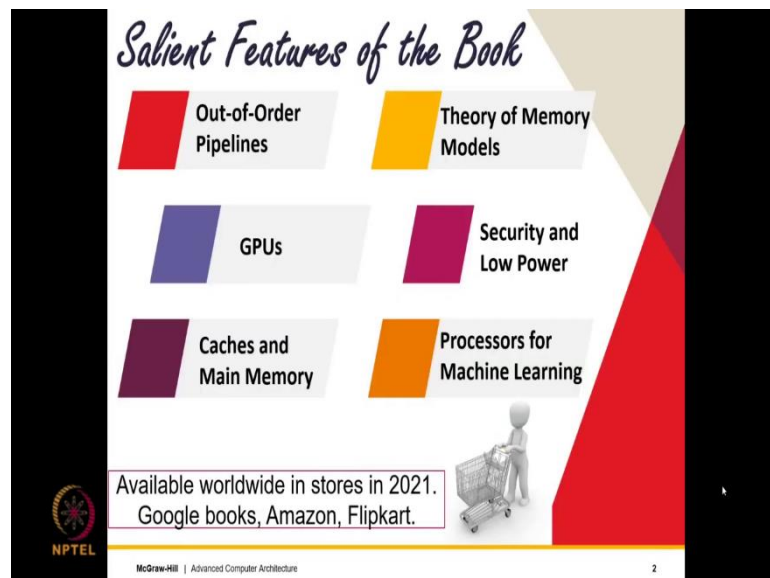 Salient Features of the Book
Out-of-Order
Pipelines
Theory of Memory
Models
GPUs
Security and
Low Power
Caches and
Main Memory
Processors for
Machine Learning
Available worldwide in stores in 2021.
Google books, Amazon, Flipkart.
NPTEL
McGraw-Hill | Advanced Computer Architecture
2